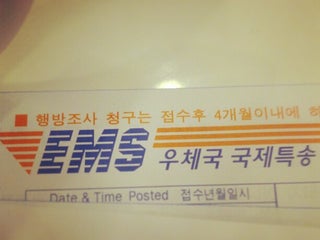 ■ 행방조사 청구는 접수후 4개월이내에
EMS 우체국 국제특송
Date & Time Posted 접수년월일시